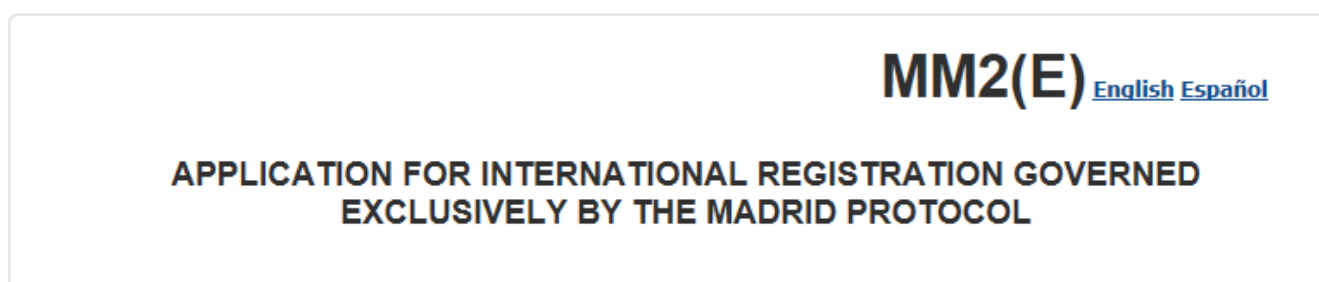 MM2(E) English Español
APPLICATION FOR INTERNATIONAL REGISTRATION GOVERNED
EXCLUSIVELY BY THE MADRID PROTOCOL